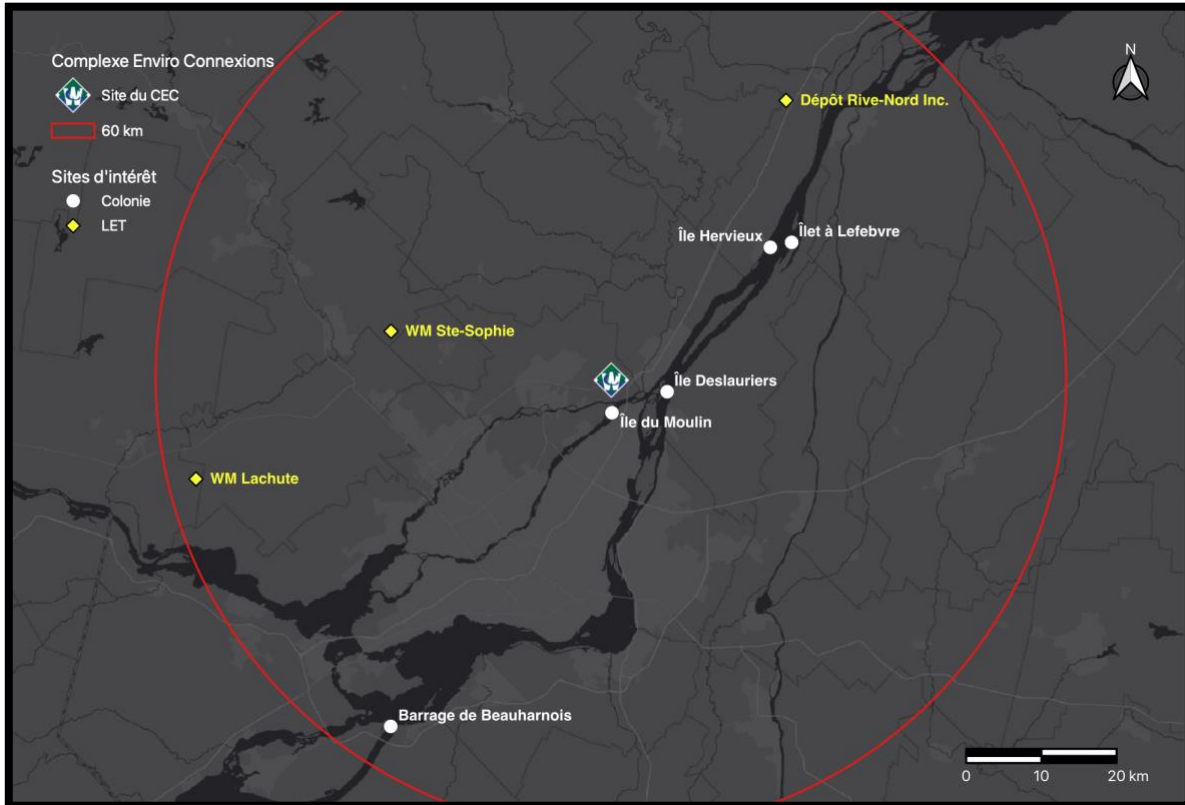 Complexe Enviro Connexions
Site du CEC
60 km
Sites d'intérêt
Colonie
LET
N
Dépôt Rive-Nord Inc.
Île Hervieux
Îlet à Lefebvre
WM Ste-Sophie
Île Deslauriers
Île du Moulin
WM Lachute
Barrage de Beauharnois
0 10 20 km